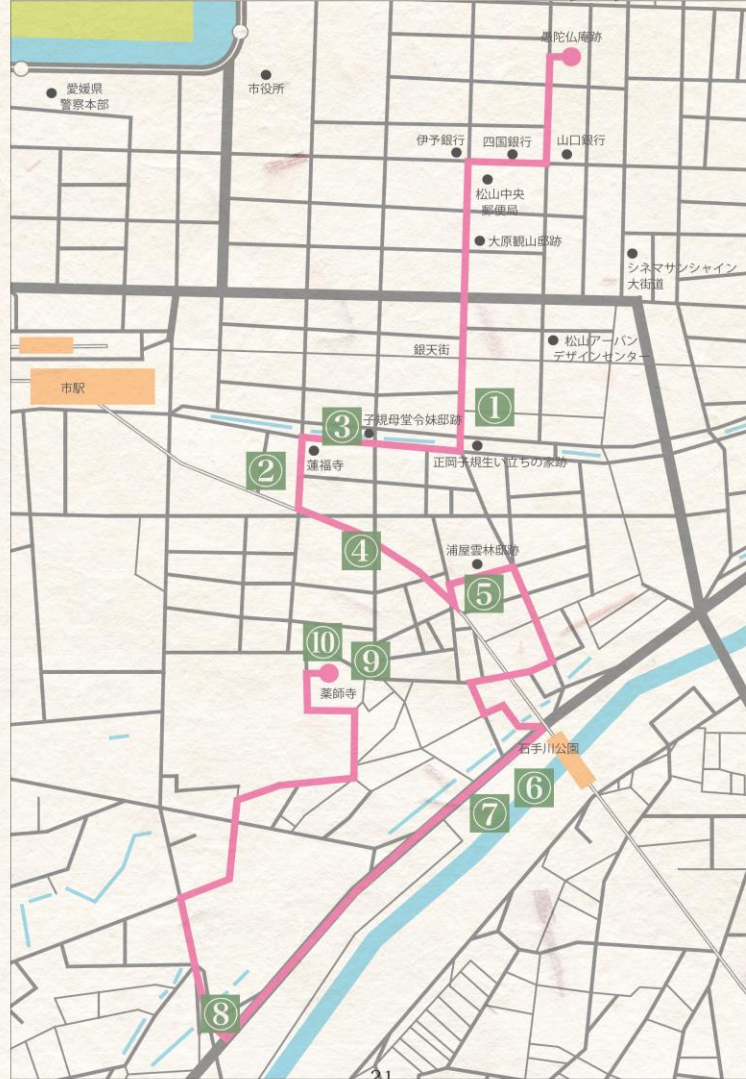 愚陀仏庵跡
愛媛県
警察本部
市役所
伊予銀行
四国銀行
山口銀行
松山中央
郵便局
大原観山邸跡
シネマサンシャイン
大街道
銀天街
松山アーバン
デザインセンター
市駅
①
③
子規母堂令妹邸跡
②
蓮福寺
正岡子規生い立ちの家跡
④
浦屋雲林邸跡
⑤
⑩
⑨
薬師寺
石手川公園
⑥
⑦
⑧
21